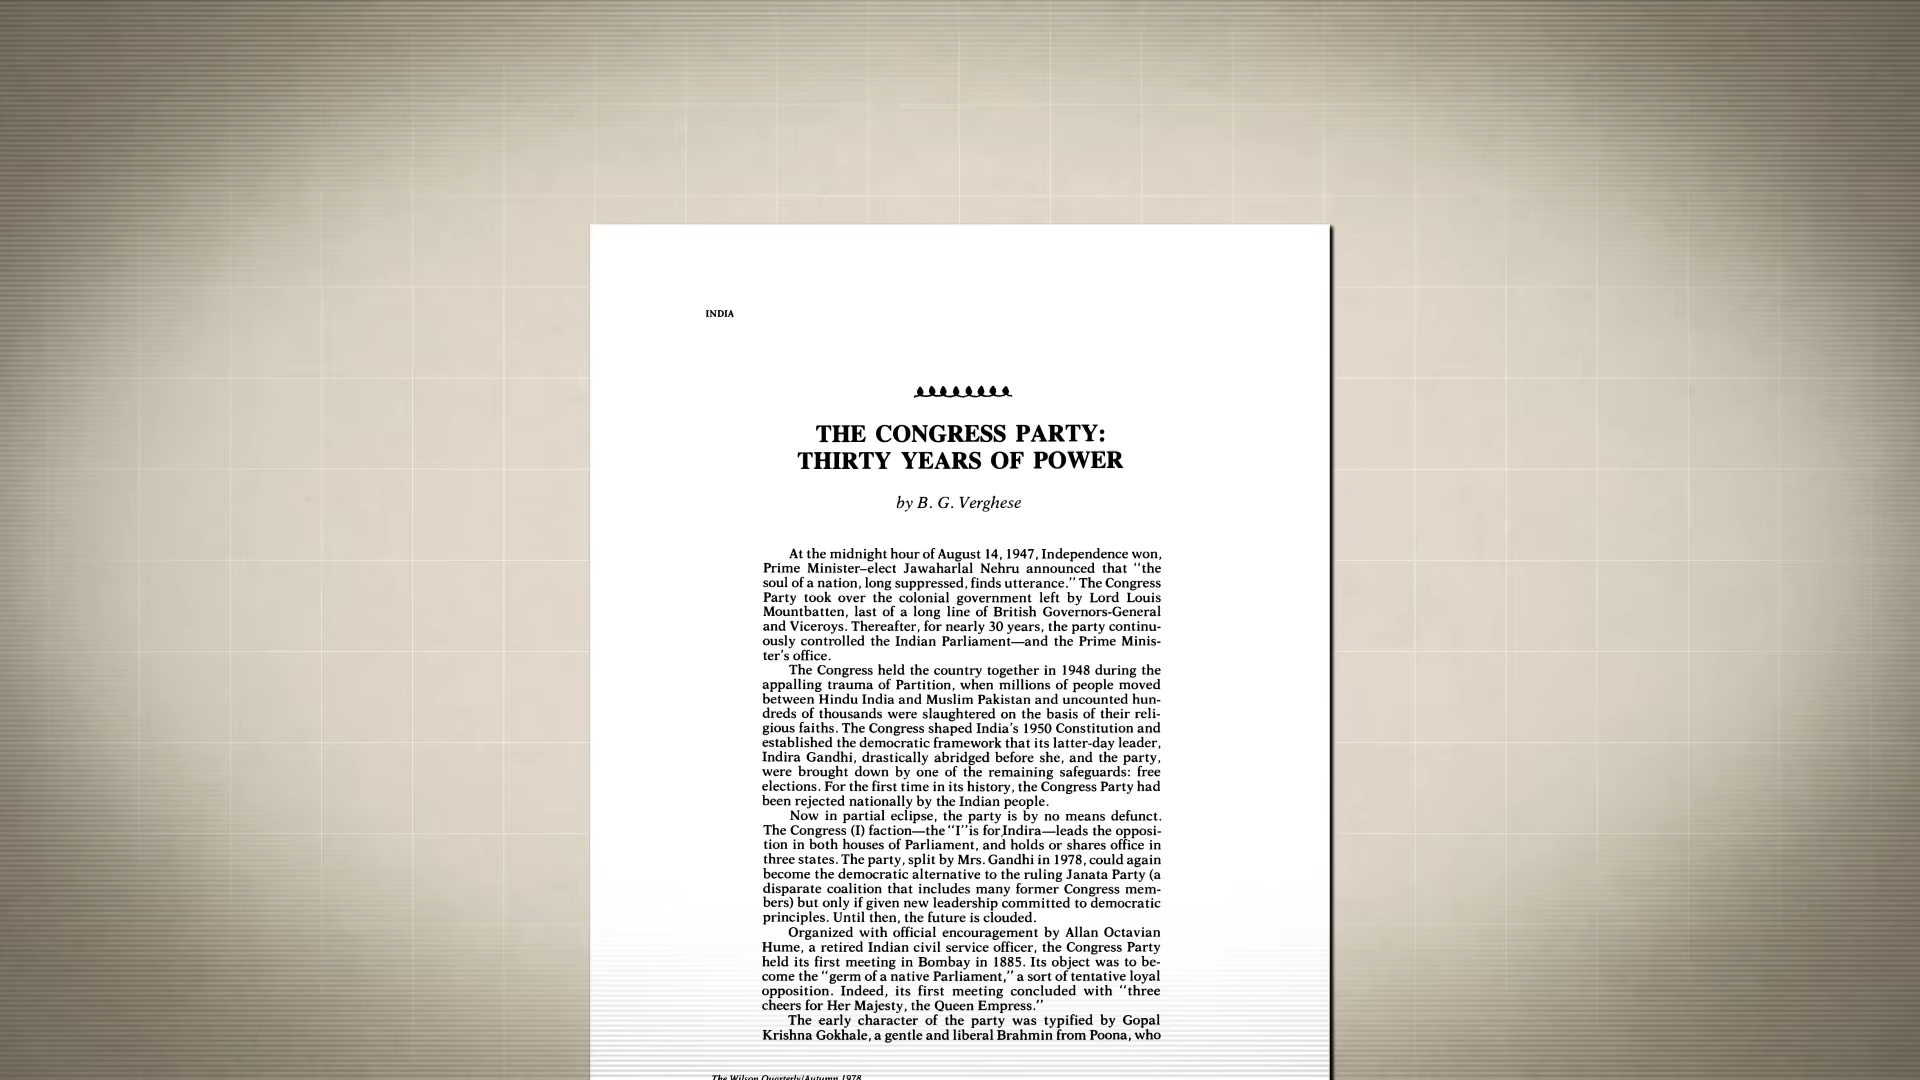 INDIA
THE CONGRESS PARTY:
THIRTY YEARS OF POWER
by B. G. Verghese
At the midnight hour of August 14, 1947, Independence won,
Prime Minister–elect Jawaharlal Nehru announced that "the
soul of a nation, long suppressed, finds utterance." The Congress
Party took over the colonial government left by Lord Louis
Mountbatten, last of a long line of British Governors-General
and Viceroys. Thereafter, for nearly 30 years, the party continu-
ously controlled the Indian Parliament—and the Prime Minis-
ter's office.
The Congress held the country together in 1948 during the
appalling trauma of Partition, when millions of people moved
between Hindu India and Muslim Pakistan and uncounted hun-
dreds of thousands were slaughtered on the basis of their reli-
gious faiths. The Congress shaped India's 1950 Constitution and
established the democratic framework that its latter-day leader,
Indira Gandhi, drastically abridged before she, and the party,
were brought down by one of the remaining safeguards: free
elections. For the first time in its history, the Congress Party had
been rejected nationally by the Indian people.
Now in partial eclipse, the party is by no means defunct.
The Congress (I) faction—the "I" is for Indira—leads the opposi-
tion in both houses of Parliament, and holds or shares office in
three states. The party, split by Mrs. Gandhi in 1978, could again
become the democratic alternative to the ruling Janata Party (a
disparate coalition that includes many former Congress mem-
bers) but only if given new leadership committed to democratic
principles. Until then, the future is clouded.
Organized with official encouragement by Allan Octavian
Hume, a retired Indian civil service officer, the Congress Party
held its first meeting in Bombay in 1885. Its object was to be-
come the "germ of a native Parliament," a sort of tentative loyal
opposition. Indeed, its first meeting concluded with "three
cheers for Her Majesty, the Queen Empress."
The early character of the party was typified by Gopal
Krishna Gokhale, a gentle and liberal Brahmin from Poona, who
The Wilson Quarterly/Autumn 1978